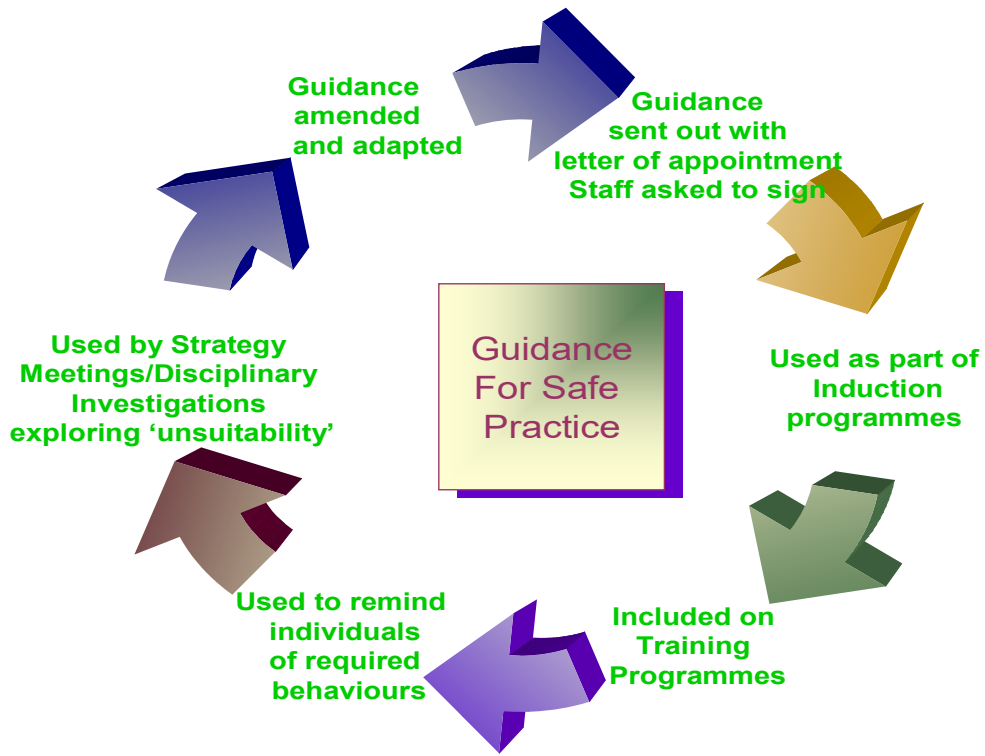 Guidance
amended
and adapted
Guidance
sent out with
letter of appointment
Staff asked to sign
Used as part of
Induction
programmes
Included on
Training
Programmes
Used to remind
individuals
of required
behaviours
Used by Strategy
Meetings/Disciplinary
Investigations
exploring ‘unsuitability’
Guidance
For Safe
Practice